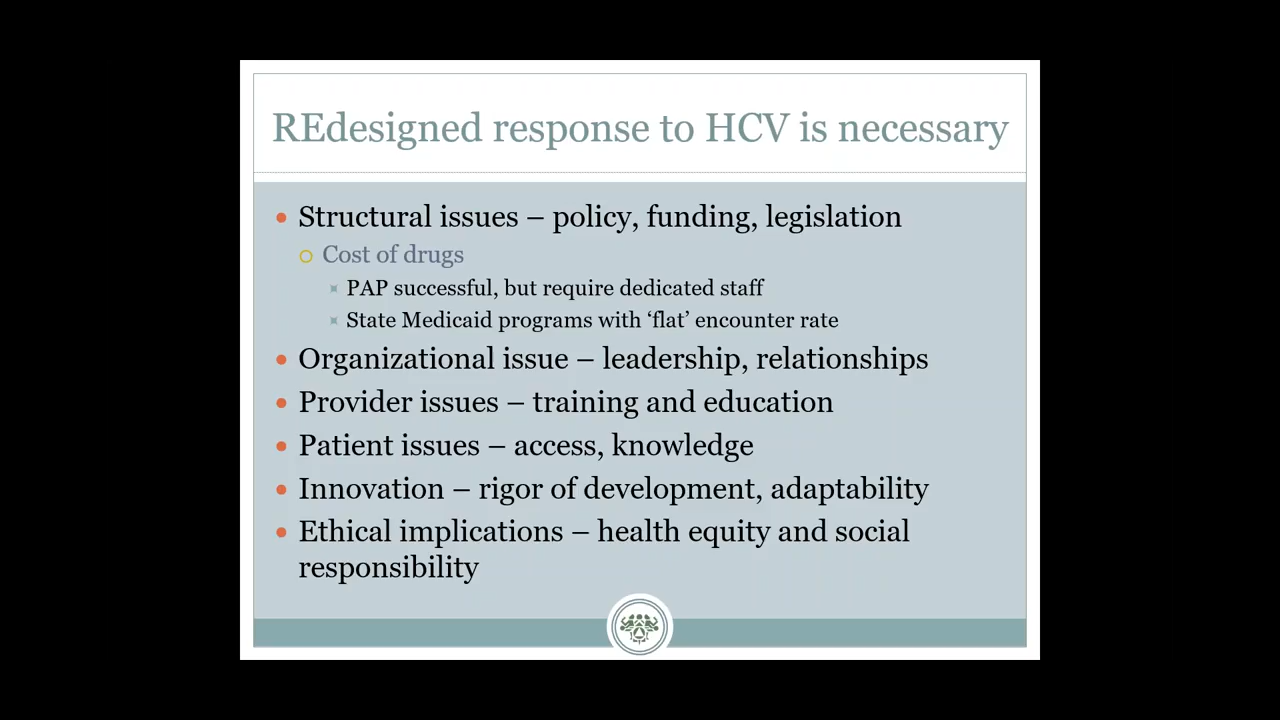 REdesigned response to HCV is necessary
Structural issues – policy, funding, legislation
Cost of drugs
PAP successful, but require dedicated staff
State Medicaid programs with ‘flat’ encounter rate
Organizational issue – leadership, relationships
Provider issues – training and education
Patient issues – access, knowledge
Innovation – rigor of development, adaptability
Ethical implications – health equity and social
responsibility